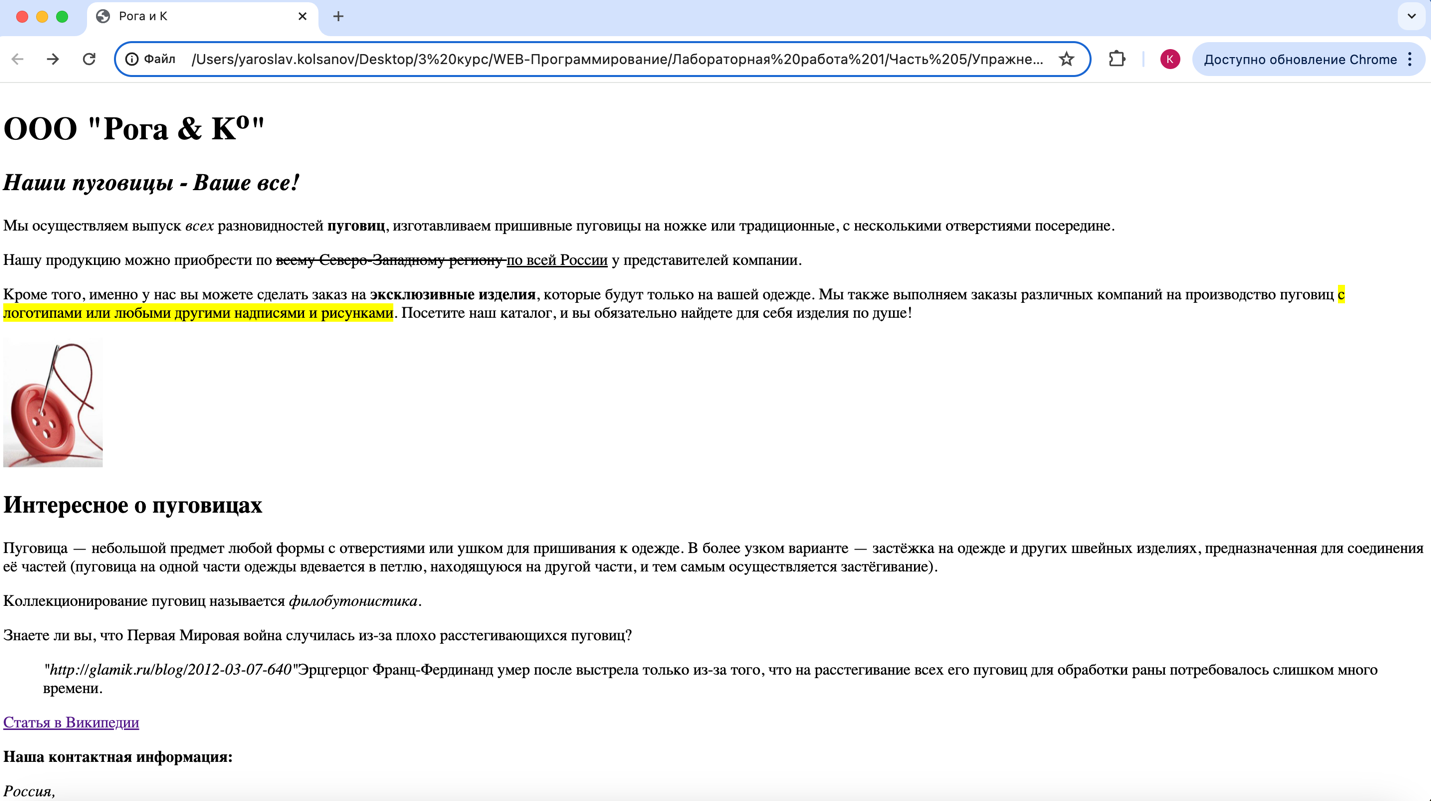 Рога и К
Файл /Users/yaroslav.kolsanov/Desktop/3%20курс/WEB-Программирование/Лабораторная%20работа%201/Часть%205/Упражне...
К
Доступно обновление Chrome
ООО "Рога & Kº"
Наши пуговицы - Ваше все!
Мы осуществляем выпуск всех разновидностей пуговиц, изготавливаем пришивные пуговицы на ножке или традиционные, с несколькими отверстиями посередине.
Нашу продукцию можно приобрести по всему Северо-Западному региону по всей России у представителей компании.
Кроме того, именно у нас вы можете сделать заказ на эксклюзивные изделия, которые будут только на вашей одежде. Мы также выполняем заказы различных компаний на производство пуговиц с
логотипами или любыми другими надписями и рисунками. Посетите наш каталог, и вы обязательно найдете для себя изделия по душе!
Интересное о пуговицах
Пуговица — небольшой предмет любой формы с отверстиями или ушком для пришивания к одежде. В более узком варианте — застёжка на одежде и других швейных изделиях, предназначенная для соединения
её частей (пуговица на одной части одежды вдевается в петлю, находящуюся на другой части, и тем самым осуществляется застёгивание).
Коллекционирование пуговиц называется филобутонистика.
Знаете ли вы, что Первая Мировая война случилась из-за плохо расстегивающихся пуговиц?
"http://glamik.ru/blog/2012-03-07-640"Эрцгерцог Франц-Фердинанд умер после выстрела только из-за того, что на расстегивание всех его пуговиц для обработки раны потребовалось слишком много
времени.
Статья в Википедии
Наша контактная информация:
Россия,